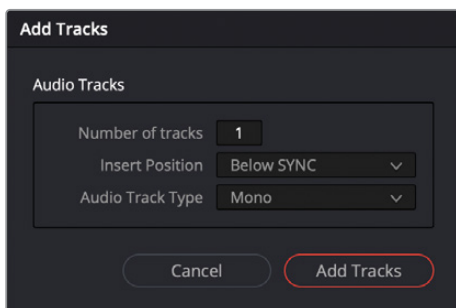 Add Tracks
Audio Tracks
Number of tracks 1
Insert Position Below SYNC
Audio Track Type Mono
Cancel Add Tracks